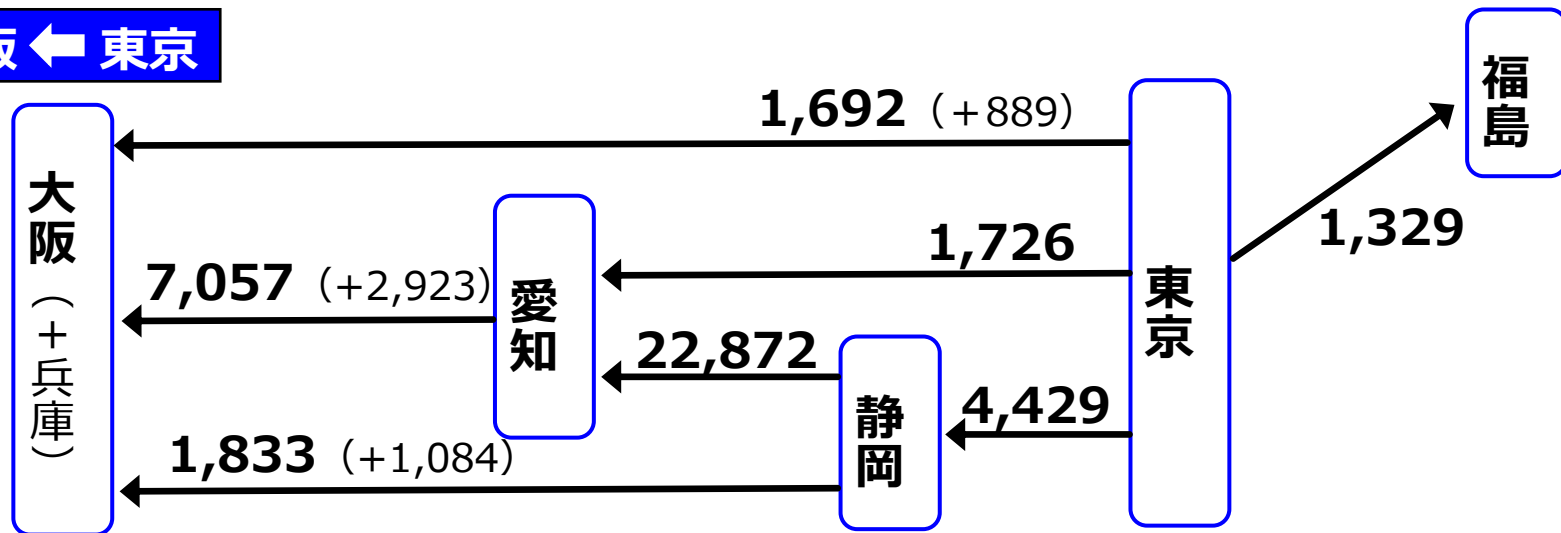 阪 ← 東京
福島
1,692（+889）
大阪（+兵庫）
1,726
1,329
7,057（+2,923）
愛知
東京
22,872
静岡
4,429
1,833（+1,084）